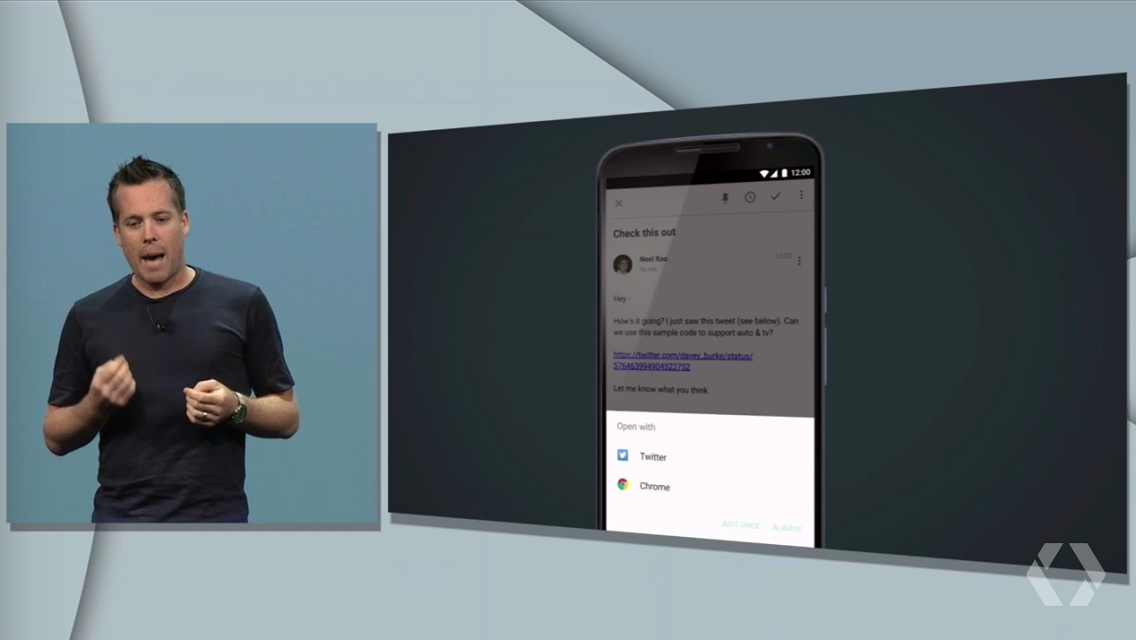 12:00
Check this out
Neel Rao
to me
12:02
Hey -
How's it going? I just saw this tweet (see below). Can
we use this sample code to support auto & tv?
https://twitter.com/davey_burke/status/
576463994904522752
Let me know what you think
Open with
Twitter
Chrome
JUST ONCE ALWAYS